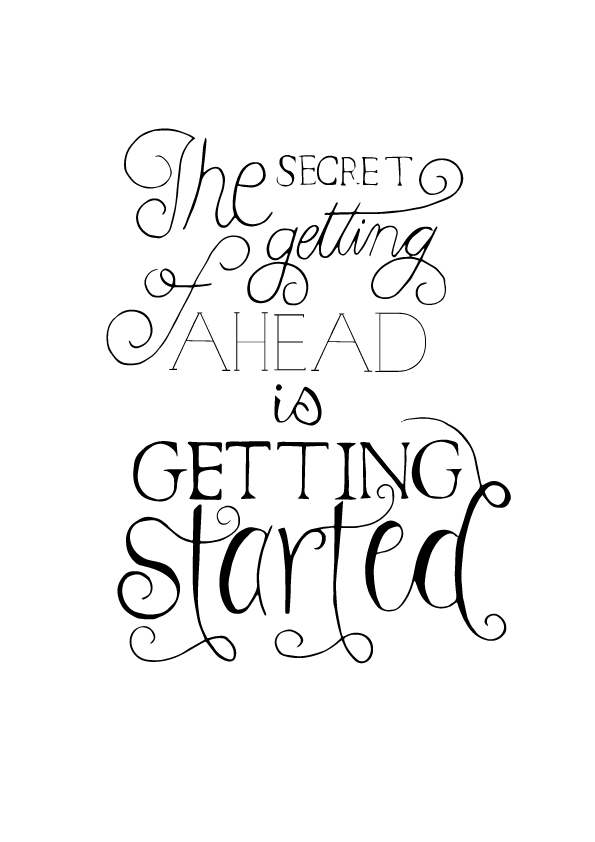 The SECRET
of getting
AHEAD
is
GETTING
started